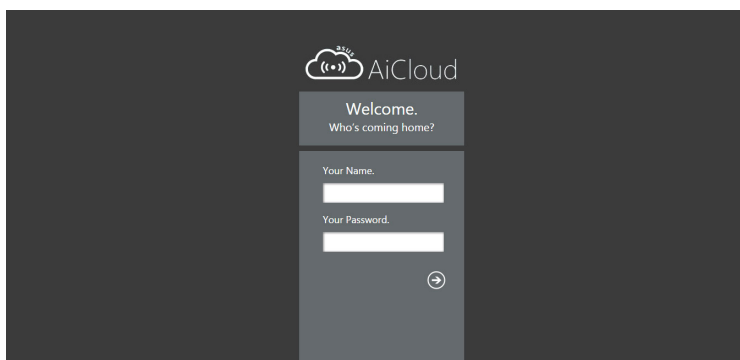 asus
AiCloud
Welcome.
Who's coming home?
Your Name.
Your Password.